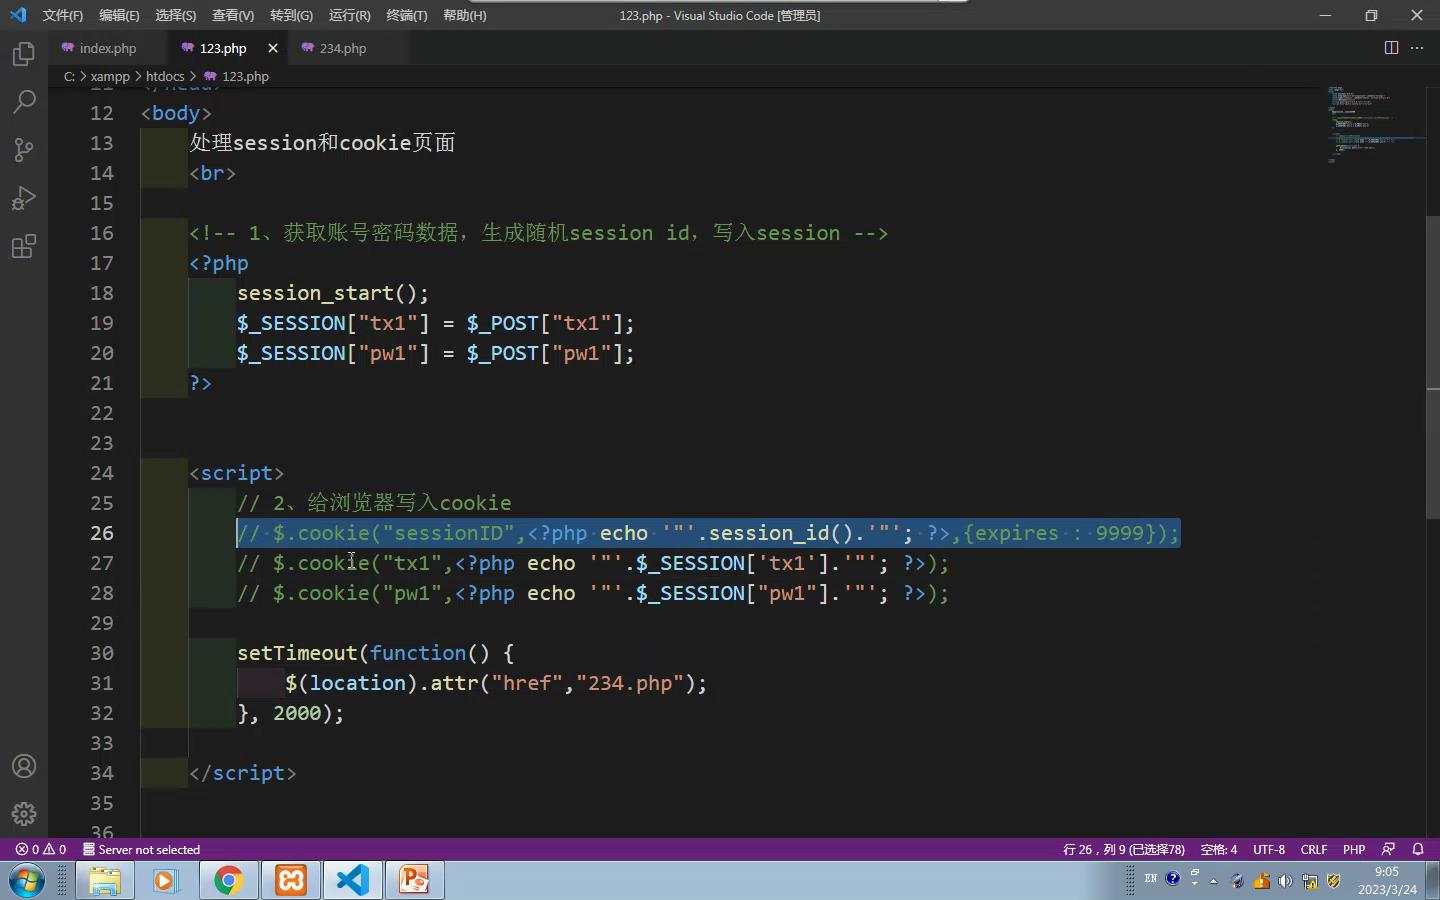 文件(F) 编辑(E) 选择(S) 查看(V) 转到(G) 运行(R) 终端(T) 帮助(H) 123.php - Visual Studio Code [管理员]
index.php 123.php 234.php
C: > xampp > htdocs > 123.php
11 </head>
12 <body>
13 处理session和cookie页面
14 <br>
15
16 <!-- 1、获取账号密码数据，生成随机session id，写入session -->
17 <?php
18 session_start();
19 $_SESSION["tx1"] = $_POST["tx1"];
20 $_SESSION["pw1"] = $_POST["pw1"];
21 ?>
22
23
24 <script>
25 // 2、给浏览器写入cookie
26 // $.cookie("sessionID",<?php echo '"'.session_id().'"'; ?>,{expires : 9999});
27 // $.cookie("tx1",<?php echo '"'.$_SESSION['tx1'].'"'; ?>);
28 // $.cookie("pw1",<?php echo '"'.$_SESSION["pw1"].'"'; ?>);
29
30 setTimeout(function() {
31 $(location).attr("href","234.php");
32 }, 2000);
33
34 </script>
35
36
0 0 Server not selected 行 26，列 9 (已选择78) 空格: 4 UTF-8 CRLF PHP
EN 9:05
2023/3/24